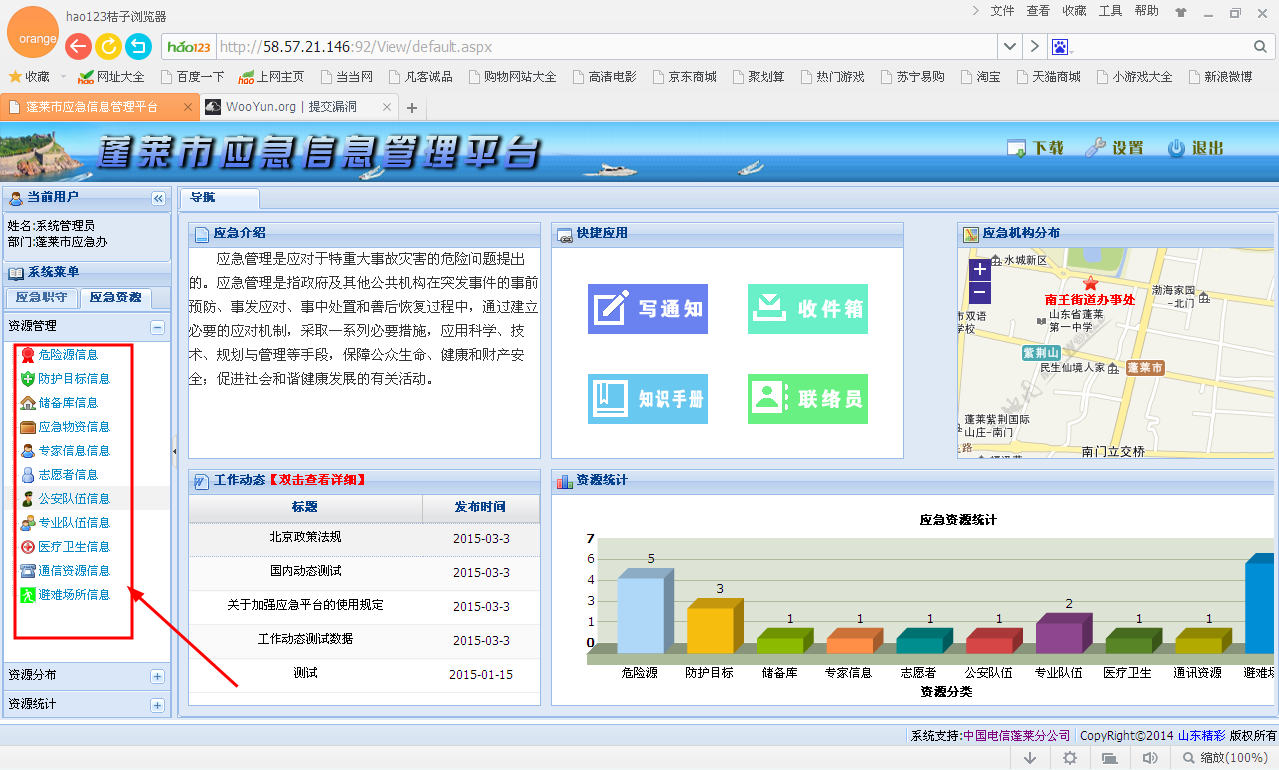 hao123桔子浏览器
文件 查看 收藏 工具 帮助
orange
hao123 http://58.57.21.146:92/View/default.aspx
收藏 网址大全 百度一下 上网主页 当当网 凡客诚品 购物网站大全 高清电影 京东商城 聚划算 热门游戏 苏宁易购 淘宝 天猫商城 小游戏大全 新浪微博
蓬莱市应急信息管理平台 WooYun.org | 提交漏洞
蓬莱市应急信息管理平台
下载 设置 退出
当前用户
姓名:系统管理员
部门:蓬莱市应急办
系统菜单
应急职守 应急资源
资源管理
危险源信息
防护目标信息
储备库信息
应急物资信息
专家信息信息
志愿者信息
公安队伍信息
专业队伍信息
医疗卫生信息
通信资源信息
避难场所信息
资源分布
资源统计
导航
应急介绍
应急管理是应对于特重大事故灾害的危险问题提出
的。应急管理是指政府及其他公共机构在突发事件的事前
预防、事发应对、事中处置和善后恢复过程中，通过建立
必要的应对机制，采取一系列必要措施，应用科学、技
术、规划与管理等手段，保障公众生命、健康和财产安
全；促进社会和谐健康发展的有关活动。
快捷应用
写通知 收件箱
知识手册 联络员
应急机构分布
水城新区
南王街道办事处
渤海家园
-北门
市双语
学校
山东省蓬莱
第一中学
紫荆山
民生仙境人家
蓬莱市
蓬莱紫荆国际
山庄-南门
南门立交桥
工作动态【双击查看详细】
标题 发布时间
北京政策法规 2015-03-3
国内动态测试 2015-03-3
关于加强应急平台的使用规定 2015-03-3
工作动态测试数据 2015-03-3
测试 2015-01-15
资源统计
应急资源统计
7
6
4
3
1
0
5 3 1 1 1 1 2 1 1
危险源 防护目标 储备库 专家信息 志愿者 公安队伍 专业队伍 医疗卫生 通讯资源 避难场
资源分类
系统支持:中国电信蓬莱分公司 CopyRight@2014 山东精彩 版权所有
缩放(100%)